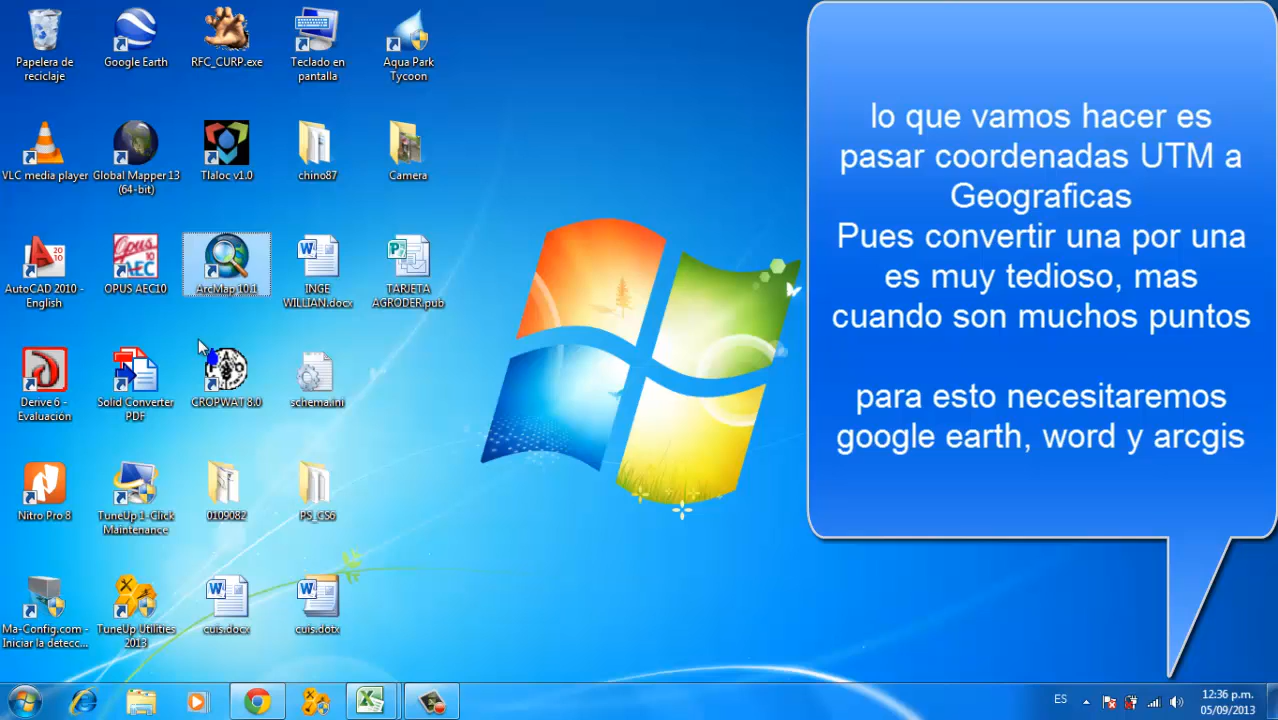 Papelera de
reciclaje
Google Earth
RFC_CURP.exe
Teclado en
pantalla
Aqua Park
Tycoon
VLC media player
Global Mapper 13
(64-bit)
Tlaloc v1.0
chino87
Camera
AutoCAD 2010 -
English
OPUS AEC10
ArcMap 10.1
INGE
WILLIAN.docx
TARJETA
AGRODER.pub
Derive 6 -
Evaluación
Solid Converter
PDF
CROPWAT 8.0
schema.ini
Nitro Pro 8
TuneUp 1-Click
Maintenance
0109082
PS_CS6
Ma-Config.com -
Iniciar la detecc...
TuneUp Utilities
2013
cuis.docx
cuis.dotx
lo que vamos hacer es
pasar coordenadas UTM a
Geograficas
Pues convertir una por una
es muy tedioso, mas
cuando son muchos puntos
para esto necesitaremos
google earth, word y arcgis
ES
12:36 p.m.
05/09/2013